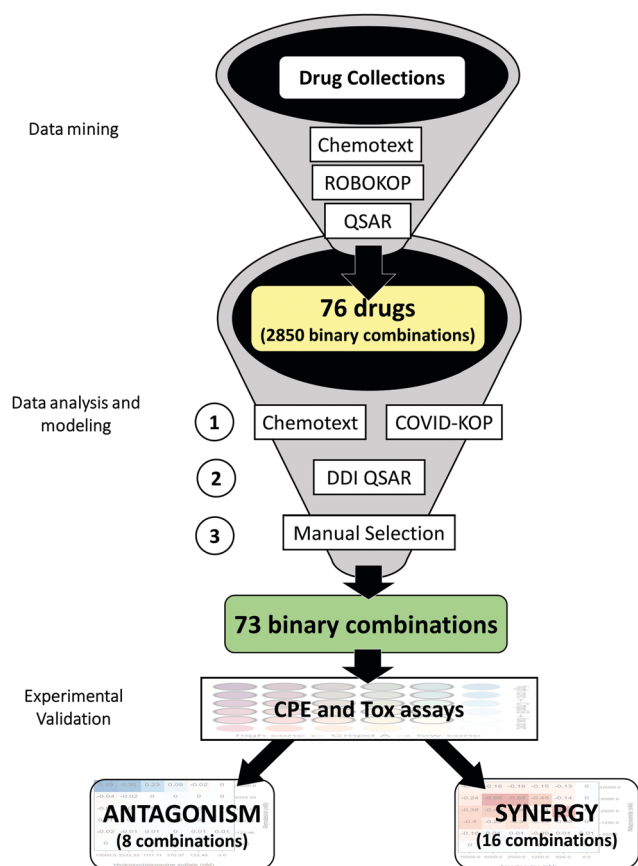 Drug Collections
Data mining
Chemotext
ROBOKOP
QSAR
76 drugs
(2850 binary combinations)
Data analysis and
modeling
1
Chemotext
COVID-KOP
2
DDI QSAR
3
Manual Selection
73 binary combinations
Experimental
Validation
CPE and Tox assays
ANTAGONISM
(8 combinations)
SYNERGY
(16 combinations)